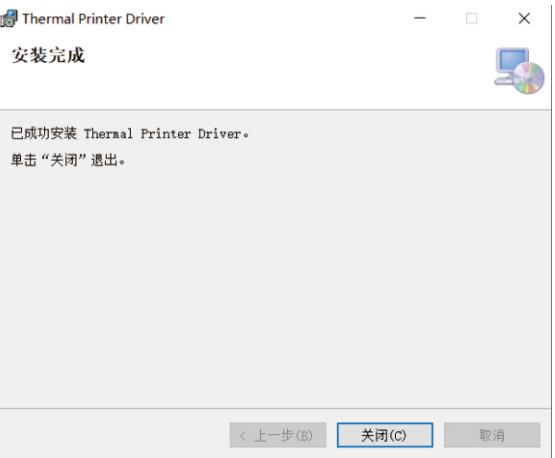 Thermal Printer Driver
安装完成
已成功安装 Thermal Printer Driver。
单击“关闭”退出。
< 上一步(B) 关闭(C) 取消